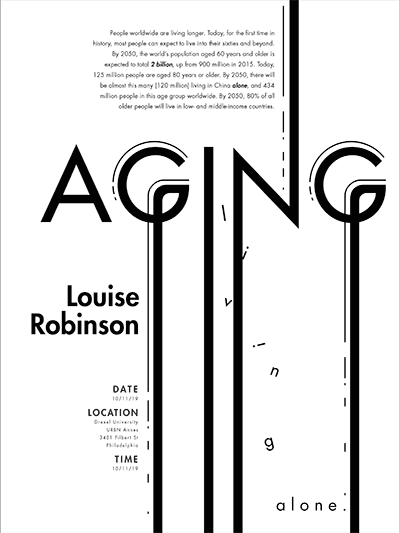 People worldwide are living longer. Today, for the first time in
history, most people can expect to live into their sixties and beyond.
By 2050, the world's population aged 60 years and older is
expected to total 2 billion, up from 900 million in 2015. Today,
125 million people are aged 80 years or older. By 2050, there will
be almost this many (120 million) living in China alone, and 434
million people in this age group worldwide. By 2050, 80% of all
older people will live in low- and middle-income countries.
AGING
living
alone.
Louise
Robinson
DATE
10/11/19
LOCATION
Drexel University
URBN Annex
3401 Filbert St
Philadelphia
TIME
10/11/19